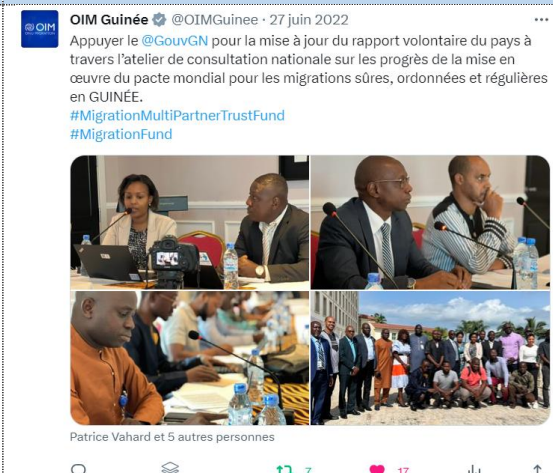 OIM Guinée @OIMGuinee · 27 juin 2022 ...
OIM
Appuyer le @GouvGN pour la mise à jour du rapport volontaire du pays à
travers l'atelier de consultation nationale sur les progrès de la mise en
œuvre du pacte mondial pour les migrations sûres, ordonnées et régulières
en GUINÉE.
#MigrationMultiPartnerTrustFund
#MigrationFund
Patrice Vahard et 5 autres personnes
7 17